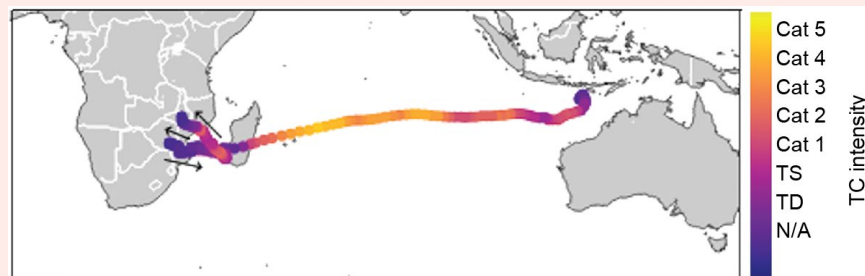 Cat 5
Cat 4
Cat 3
Cat 2
Cat 1
TS
TD
N/A
TC intensity